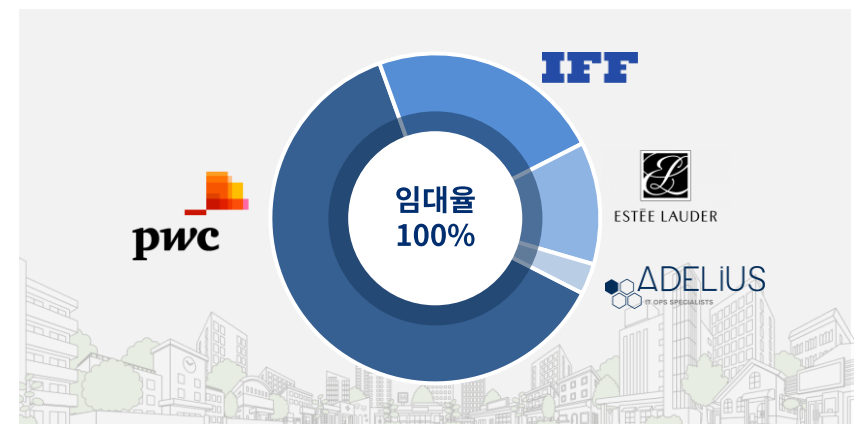 IFF
ESTĒE LAUDER
pwc
임대율
100%
ADELiUS
IT OPS SPECIALISTS